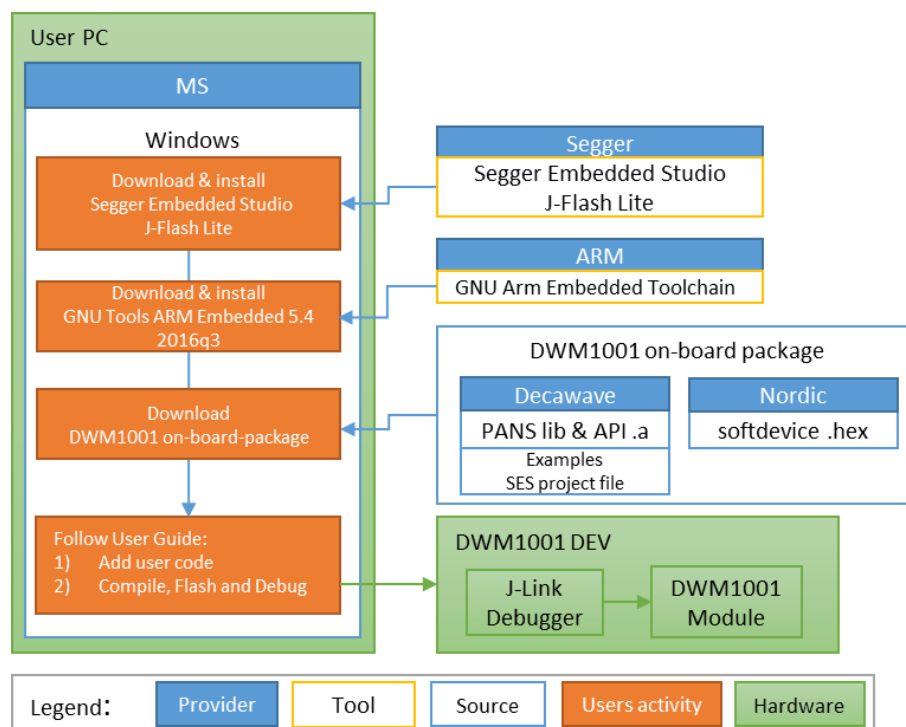 User PC
MS
Windows
Download & install
Segger Embedded Studio
J-Flash Lite
Download & install
GNU Tools ARM Embedded 5.4
2016q3
Download
DWM1001 on-board-package
Follow User Guide:
1) Add user code
2) Compile, Flash and Debug
Segger
Segger Embedded Studio
J-Flash Lite
ARM
GNU Arm Embedded Toolchain
DWM1001 on-board package
Decawave
PANS lib & API .a
Examples
SES project file
Nordic
softdevice .hex
DWM1001 DEV
J-Link
Debugger
DWM1001
Module
Legend:
Provider
Tool
Source
Users activity
Hardware